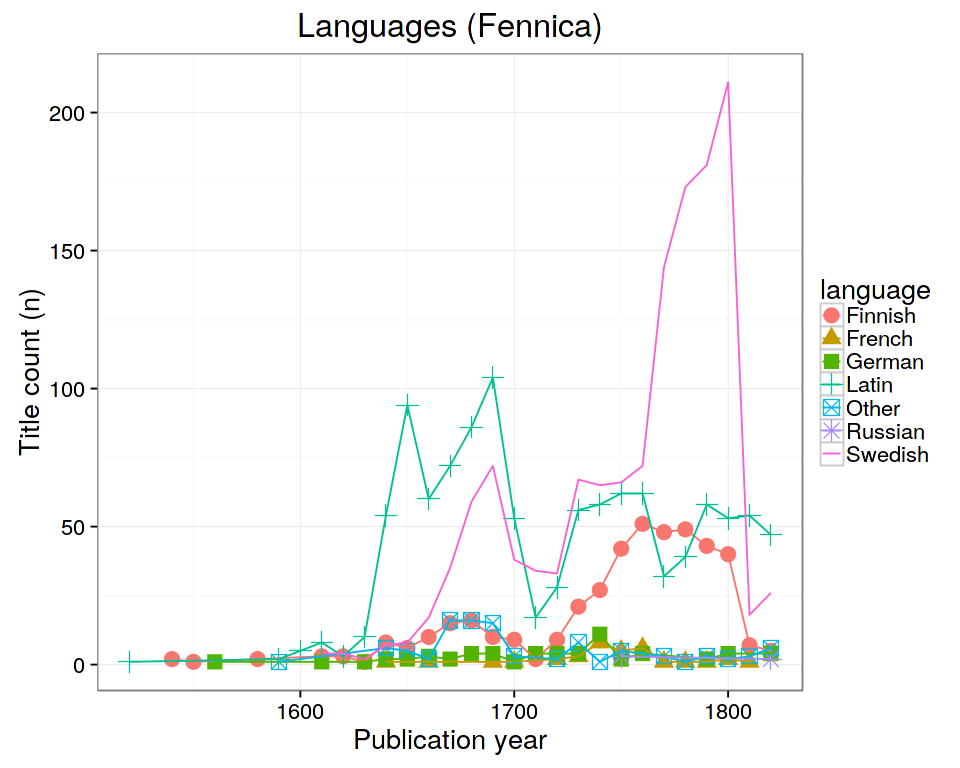 Languages (Fennica)
Title count (n)
200
150
100
50
0
1600
1700
1800
Publication year
language
Finnish
French
German
Latin
Other
Russian
Swedish